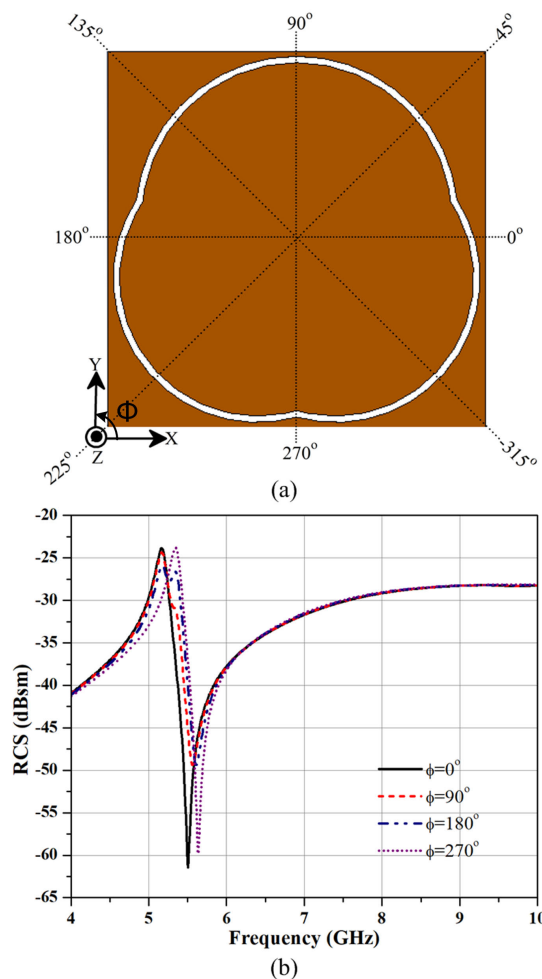 135°
90°
45°
180°
0°
Y
Φ
X
Z
225°
270°
-315°
(a)
-20
-25
-30
-35
-40
-45
-50
-55
-60
-65
RCS (dBsm)
ϕ=0°
ϕ=90°
ϕ=180°
ϕ=270°
4 5 6 7 8 9 10
Frequency (GHz)
(b)